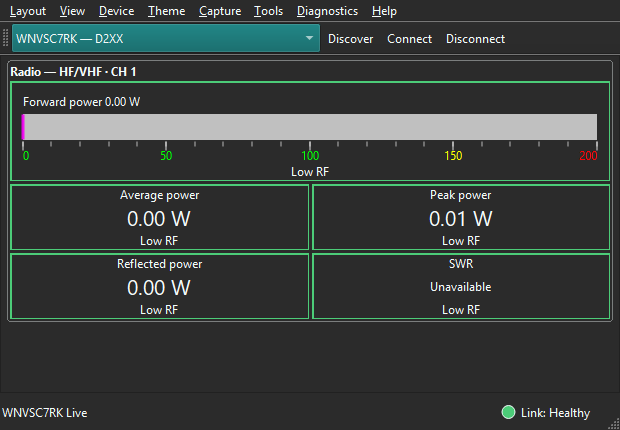 Layout View Device Theme Capture Tools Diagnostics Help
WNVSC7RK — D2XX Discover Connect Disconnect
Radio — HF/VHF · CH 1
Forward power 0.00 W
0 50 100 150 200
Low RF
Average power Peak power
0.00 W 0.01 W
Low RF Low RF
Reflected power SWR
0.00 W Unavailable
Low RF Low RF
WNVSC7RK Live Link: Healthy